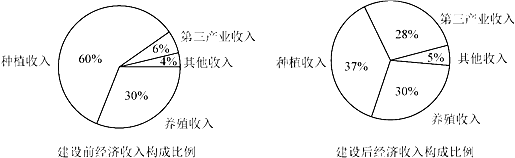 第三产业收入
6%
其他收入
4%
种植收入
60%
30%
养殖收入
建设前经济收入构成比例
第三产业收入
28%
其他收入
5%
种植收入
37%
30%
养殖收入
建设后经济收入构成比例